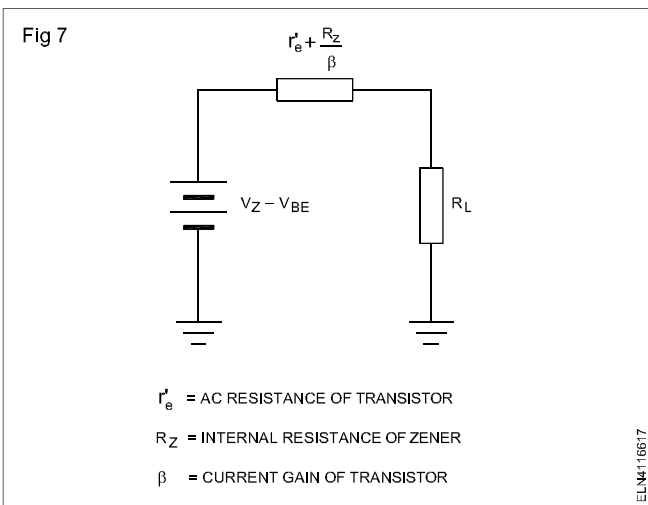 Fig 7
r'e + RZ
β
VZ – VBE
RL
r'e = AC RESISTANCE OF TRANSISTOR
RZ = INTERNAL RESISTANCE OF ZENER
β = CURRENT GAIN OF TRANSISTOR
ELN4116617